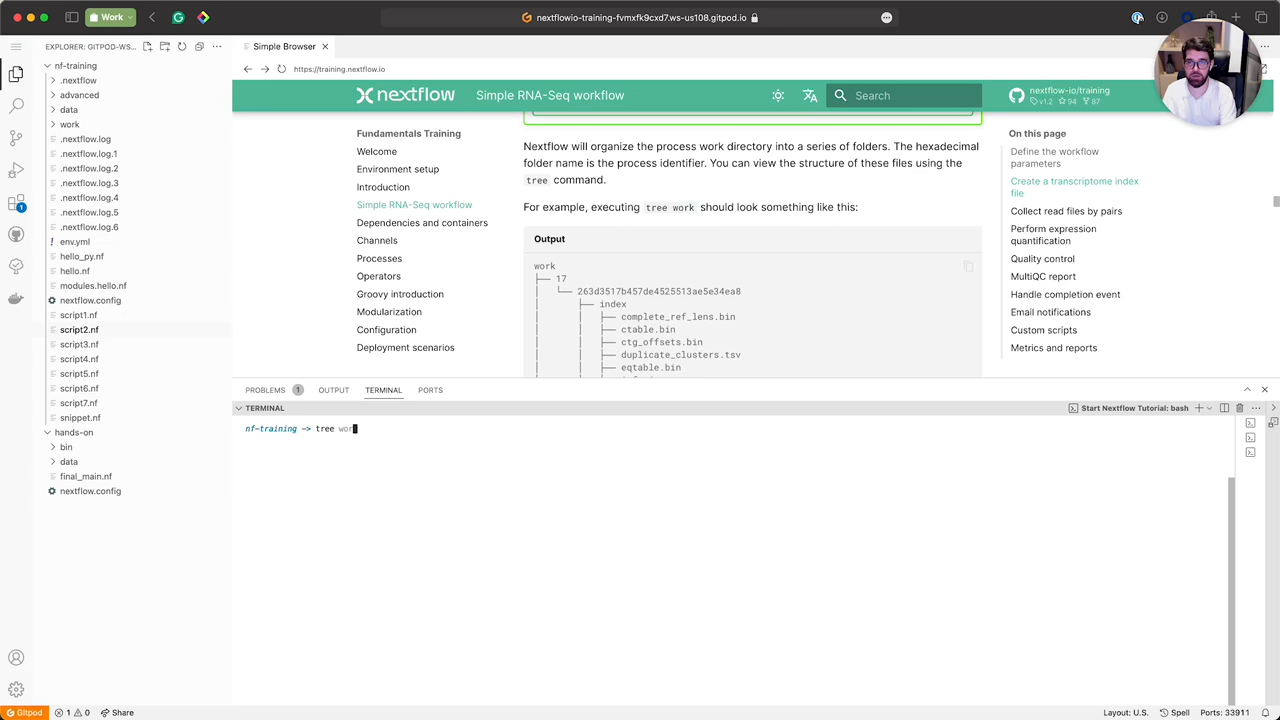 Work
nextflowio-training-fvmxfk9cxd7.ws-us108.gitpod.io
EXPLORER: GITPOD-WS...
nf-training
.nextflow
advanced
data
work
.nextflow.log
.nextflow.log.1
.nextflow.log.2
.nextflow.log.3
.nextflow.log.4
.nextflow.log.5
.nextflow.log.6
env.yml
hello_py.nf
hello.nf
modules.hello.nf
nextflow.config
script1.nf
script2.nf
script3.nf
script4.nf
script5.nf
script6.nf
script7.nf
snippet.nf
hands-on
bin
data
final_main.nf
nextflow.config
1
Simple Browser
https://training.nextflow.io
nextflow
Simple RNA-Seq workflow
Search
nextflow-io/training
v1.2 94 87
Fundamentals Training
Welcome
Environment setup
Introduction
Simple RNA-Seq workflow
Dependencies and containers
Channels
Processes
Operators
Groovy introduction
Modularization
Configuration
Deployment scenarios
Nextflow will organize the process work directory into a series of folders. The hexadecimal
folder name is the process identifier. You can view the structure of these files using the
tree command.
For example, executing tree work should look something like this:
Output
work
├── 17
│   └── 263d3517b457de4525513ae5e34ea8
│       ├── index
│       │   ├── complete_ref_lens.bin
│       │   ├── ctable.bin
│       │   ├── ctg_offsets.bin
│       │   ├── duplicate_clusters.tsv
│       │   ├── eqtable.bin
On this page
Define the workflow
parameters
Create a transcriptome index
file
Collect read files by pairs
Perform expression
quantification
Quality control
MultiQC report
Handle completion event
Email notifications
Custom scripts
Metrics and reports
PROBLEMS 1 OUTPUT TERMINAL PORTS
TERMINAL
Start Nextflow Tutorial: bash
nf-training -> tree wor
Gitpod 1 0 Share
Layout: U.S. Spell Ports: 33911